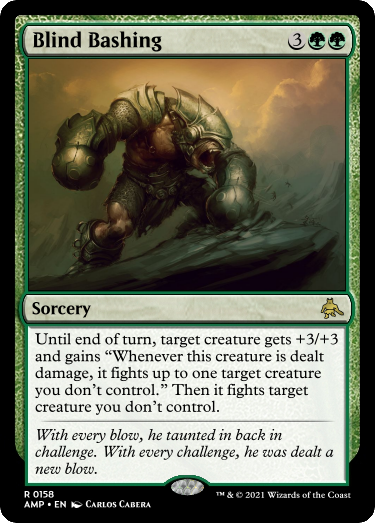 Blind Bashing 3
Sorcery
Until end of turn, target creature gets +3/+3
and gains “Whenever this creature is dealt
damage, it fights up to one target creature
you don’t control.” Then it fights target
creature you don’t control.
With every blow, he taunted in back in
challenge. With every challenge, he was dealt a
new blow.
R 0158
AMP • EN Carlos Cabera
™ & © 2021 Wizards of the Coast